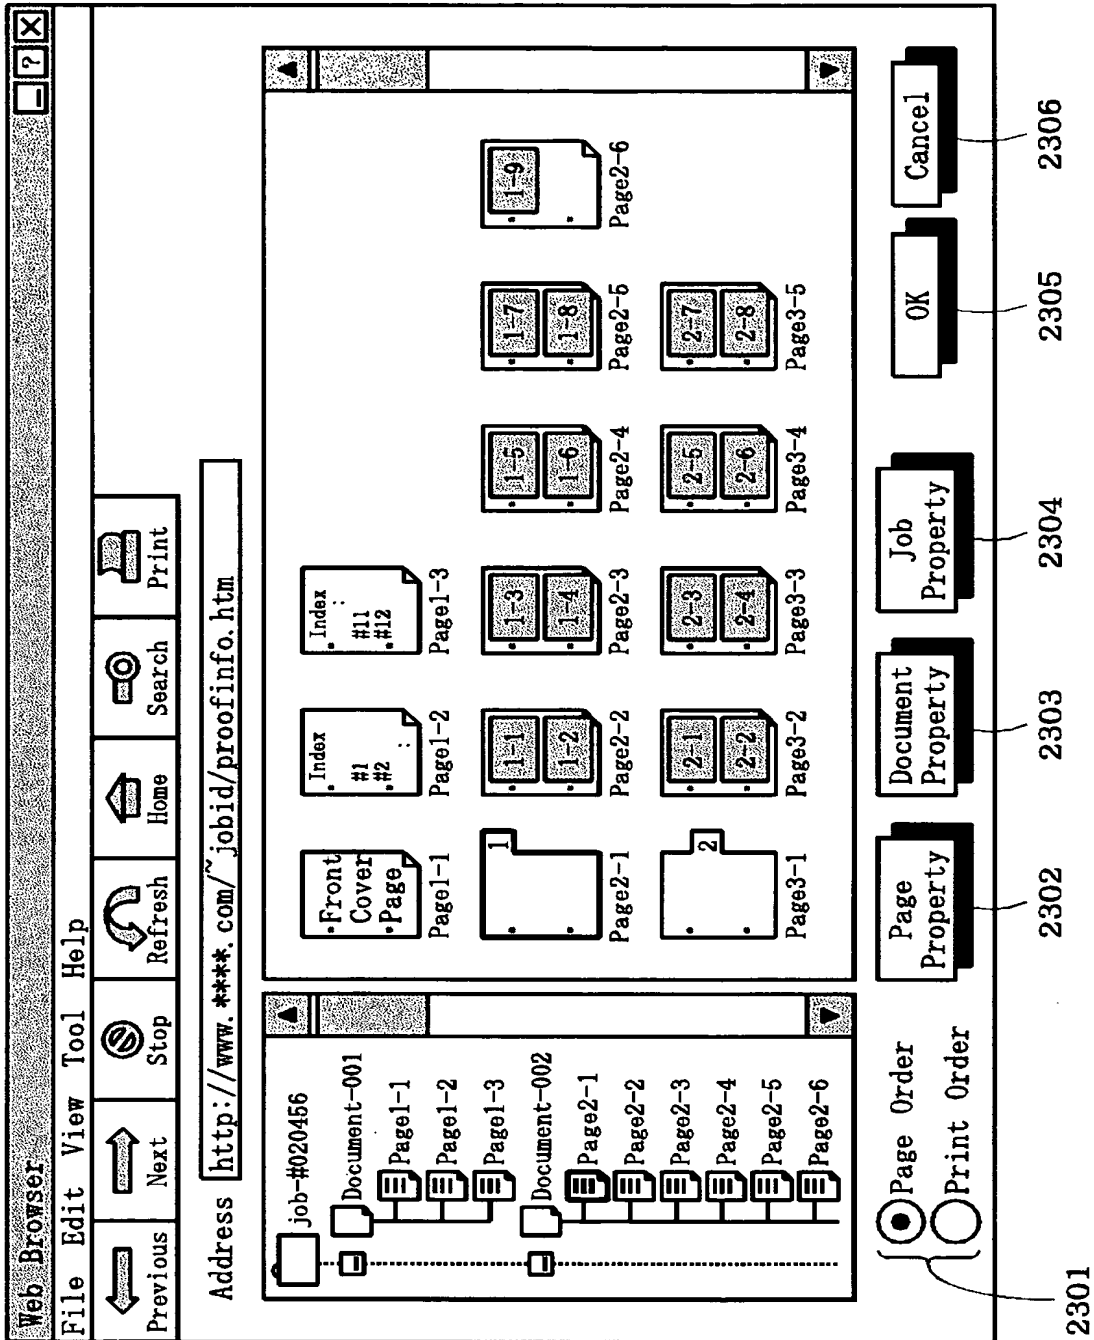 Web Browser
_ ? X
File Edit View Tool Help
Previous
Next
Stop
Refresh
Home
Search
Print
Address http://www.****.com/~jobid/proofinfo.htm
job-#020456
Document-001
Page1-1
Page1-2
Page1-3
Document-002
Page2-1
Page2-2
Page2-3
Page2-4
Page2-5
Page2-6
Front
Cover
Page
Page1-1
Index
#1
#2
:
Page1-2
Index
:
#11
#12
Page1-3
1
Page2-1
1-1
1-2
Page2-2
1-3
1-4
Page2-3
1-5
1-6
Page2-4
1-7
1-8
Page2-5
1-9
Page2-6
2
Page3-1
2-1
2-2
Page3-2
2-3
2-4
Page3-3
2-5
2-6
Page3-4
2-7
2-8
Page3-5
Page Order
Print Order
Page
Property
Document
Property
Job
Property
OK
Cancel
2301
2302
2303
2304
2305
2306